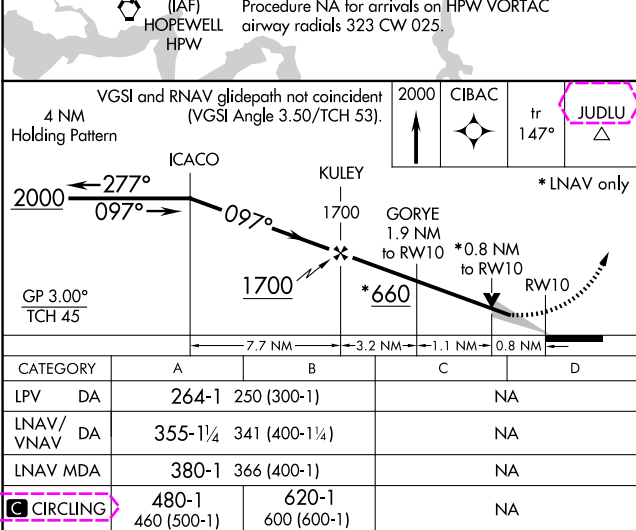 (IAF)
HOPEWELL
HPW
Procedure NA for arrivals on HPW VORTAC
airway radials 323 CW 025.
VGSI and RNAV glidepath not coincident
(VGSI Angle 3.50/TCH 53).
4 NM
Holding Pattern
2000
CIBAC
tr
147°
JUDLU
*LNAV only
ICACO
KULEY
1700
GORYE
1.9 NM
to RW10
*0.8 NM
to RW10
RW10
2000
277°
097°
097°
1700
*660
GP 3.00°
TCH 45
7.7 NM
3.2 NM
1.1 NM
0.8 NM
CATEGORY A B C D
LPV DA 264-1 250 (300-1) NA
LNAV/
VNAV DA 355-1¼ 341 (400-1¼) NA
LNAV MDA 380-1 366 (400-1) NA
C CIRCLING 480-1 620-1 NA
460 (500-1) 600 (600-1)